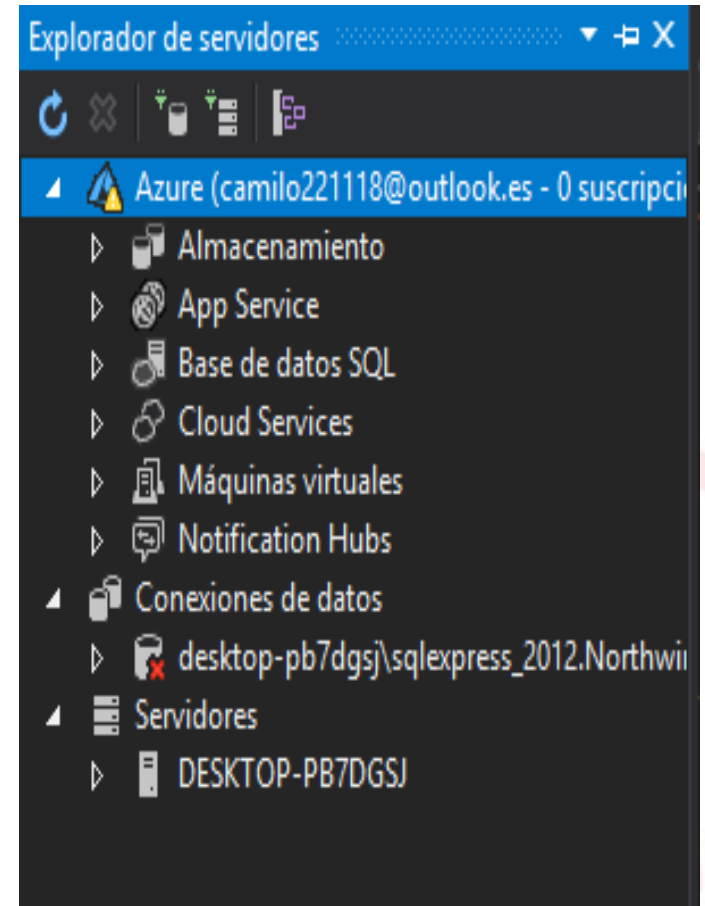 Explorador de servidores
Azure (camilo221118@outlook.es - 0 suscripci
Almacenamiento
App Service
Base de datos SQL
Cloud Services
Máquinas virtuales
Notification Hubs
Conexiones de datos
desktop-pb7dgsj\sqlexpress_2012.Northwi
Servidores
DESKTOP-PB7DGSJ